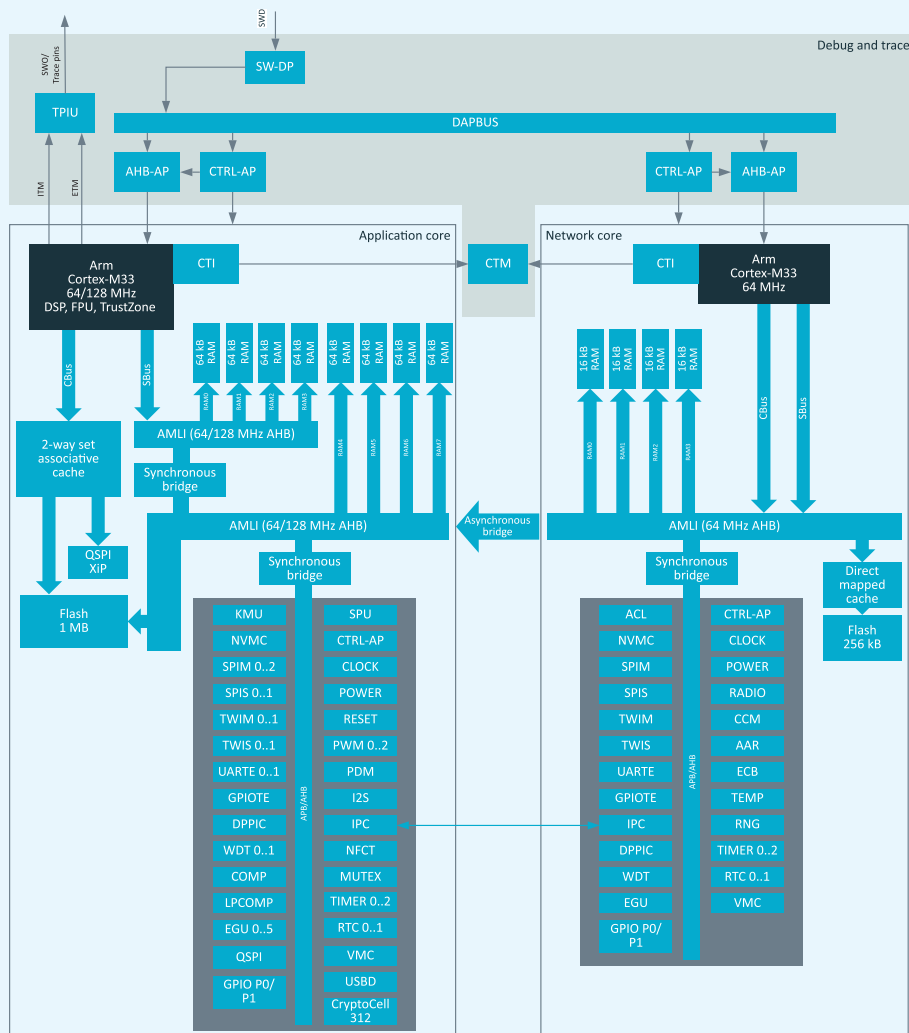 SWD
Debug and trace
SWO/
Trace pins
SW-DP
TPIU
DAPBUS
AHB-AP
CTRL-AP
CTRL-AP
AHB-AP
ITM
ETM
Application core
Network core
Arm
Cortex-M33
64/128 MHz
DSP, FPU, TrustZone
CTI
CTM
CTI
Arm
Cortex-M33
64 MHz
64 kB
RAM
64 kB
RAM
64 kB
RAM
64 kB
RAM
64 kB
RAM
64 kB
RAM
64 kB
RAM
64 kB
RAM
16 kB
RAM
16 kB
RAM
16 kB
RAM
16 kB
RAM
CBus
SBus
RAM0
RAM1
RAM2
RAM3
RAM4
RAM5
RAM6
RAM7
RAM0
RAM1
RAM2
RAM3
CBus
SBus
2-way set
associative
cache
AMLI (64/128 MHz AHB)
Synchronous
bridge
AMLI (64/128 MHz AHB)
Asynchronous
bridge
AMLI (64 MHz AHB)
QSPI
XiP
Flash
1 MB
Synchronous
bridge
Synchronous
bridge
Direct
mapped
cache
Flash
256 kB
KMU
NVMC
SPIM 0..2
SPIS 0..1
TWIM 0..1
TWIS 0..1
UARTE 0..1
GPIOTE
DPPIC
WDT 0..1
COMP
LPCOMP
EGU 0..5
QSPI
GPIO P0/
P1
APB/AHB
SPU
CTRL-AP
CLOCK
POWER
RESET
PWM 0..2
PDM
I2S
IPC
NFCT
MUTEX
TIMER 0..2
RTC 0..1
VMC
USBD
CryptoCell
312
ACL
NVMC
SPIM
SPIS
TWIM
TWIS
UARTE
GPIOTE
IPC
DPPIC
WDT
EGU
GPIO P0/
P1
APB/AHB
CTRL-AP
CLOCK
POWER
RADIO
CCM
AAR
ECB
TEMP
RNG
TIMER 0..2
RTC 0..1
VMC